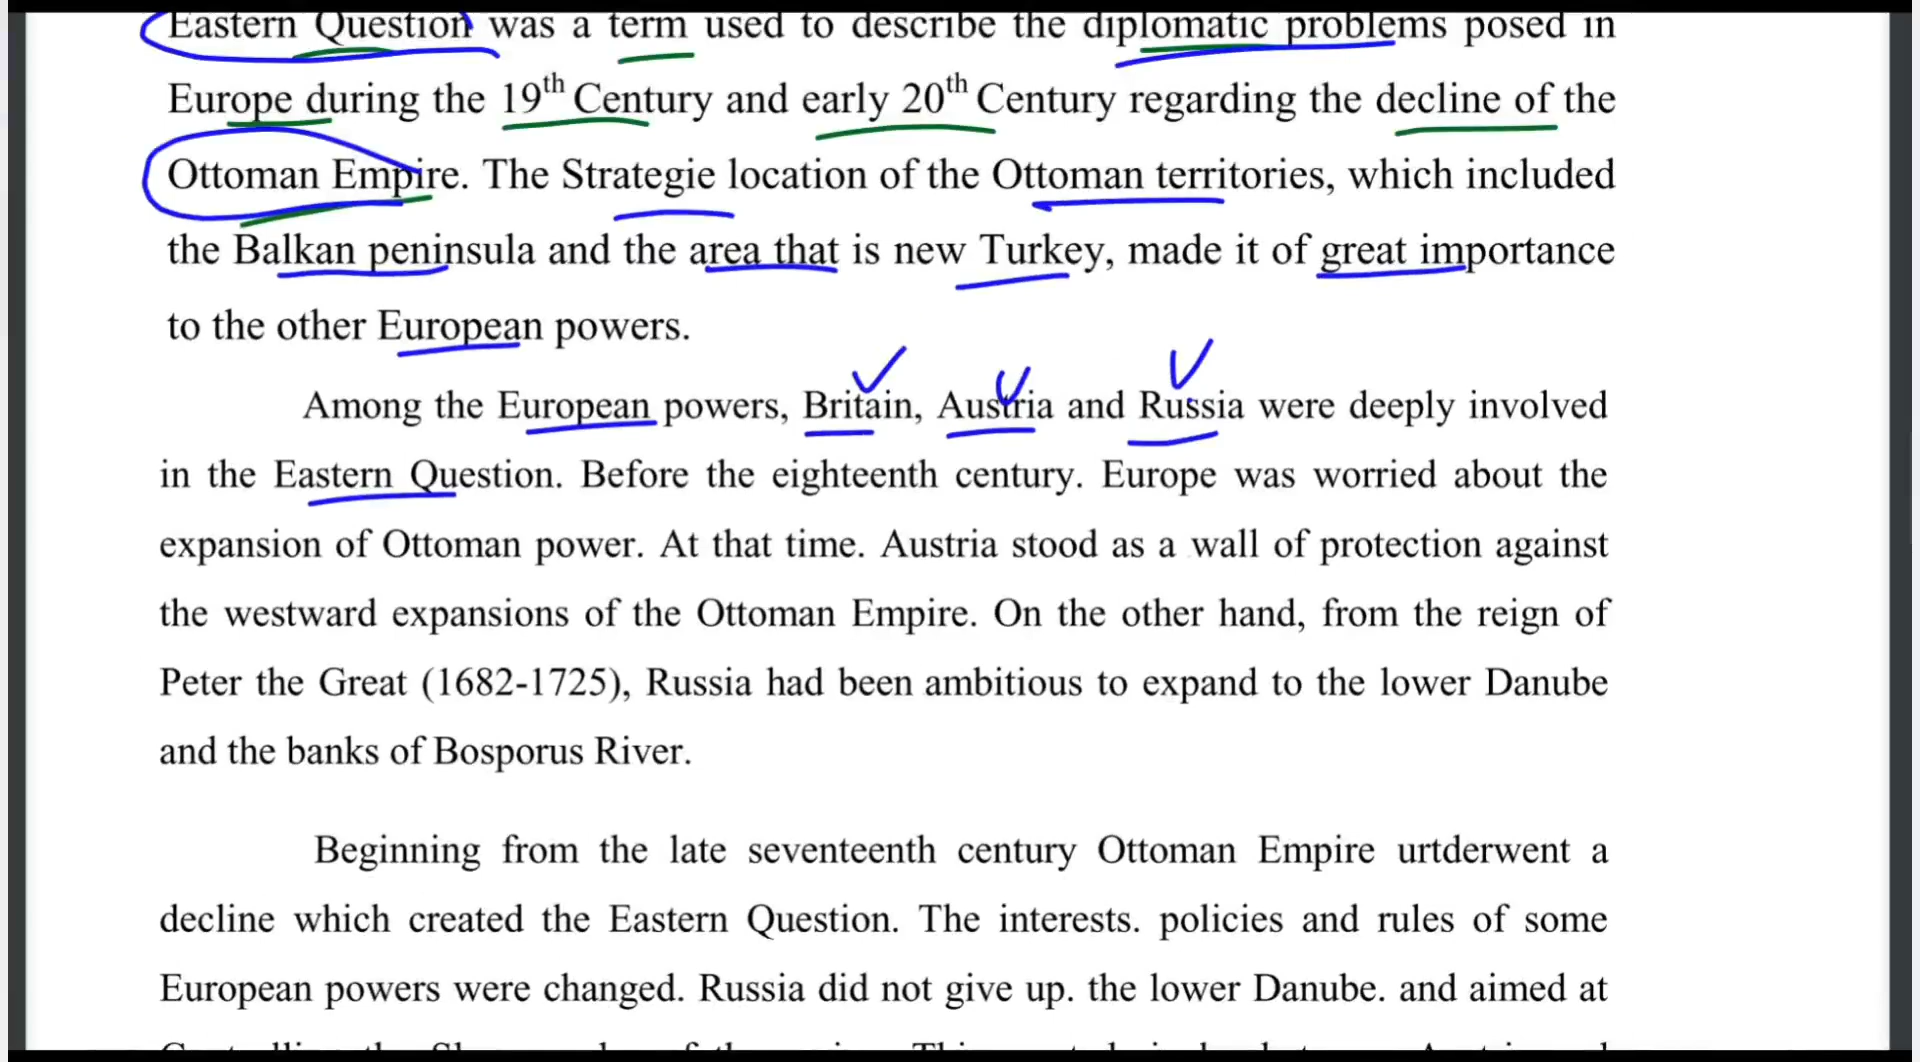 Eastern Question was a term used to describe the diplomatic problems posed in
Europe during the 19th Century and early 20th Century regarding the decline of the
Ottoman Empire. The Strategie location of the Ottoman territories, which included
the Balkan peninsula and the area that is new Turkey, made it of great importance
to the other European powers.
Among the European powers, Britain, Austria and Russia were deeply involved
in the Eastern Question. Before the eighteenth century. Europe was worried about the
expansion of Ottoman power. At that time. Austria stood as a wall of protection against
the westward expansions of the Ottoman Empire. On the other hand, from the reign of
Peter the Great (1682-1725), Russia had been ambitious to expand to the lower Danube
and the banks of Bosporus River.
Beginning from the late seventeenth century Ottoman Empire urtderwent a
decline which created the Eastern Question. The interests. policies and rules of some
European powers were changed. Russia did not give up. the lower Danube. and aimed at